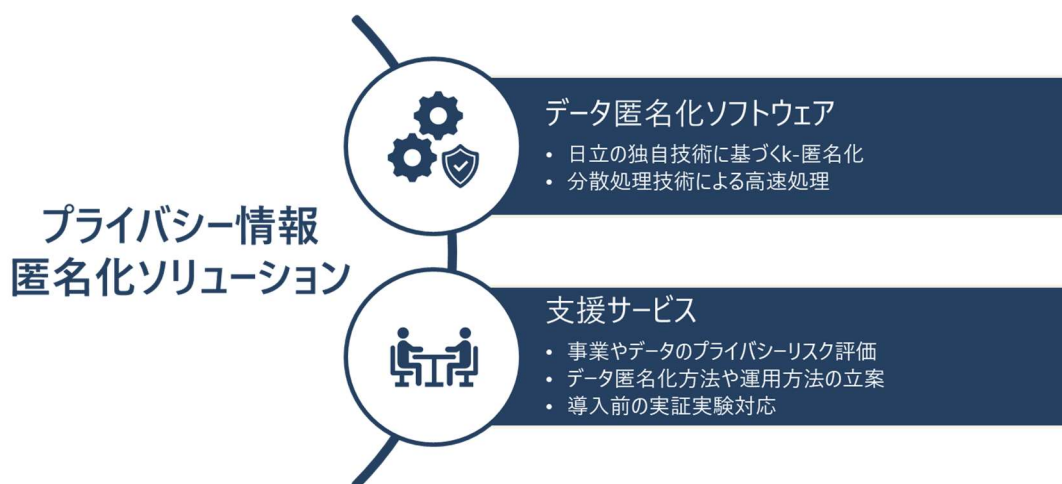 プライバシー情報
匿名化ソリューション
データ匿名化ソフトウェア
• 日立の独自技術に基づくk-匿名化
• 分散処理技術による高速処理
支援サービス
• 事業やデータのプライバシーリスク評価
• データ匿名化方法や運用方法の立案
• 導入前の実証実験対応